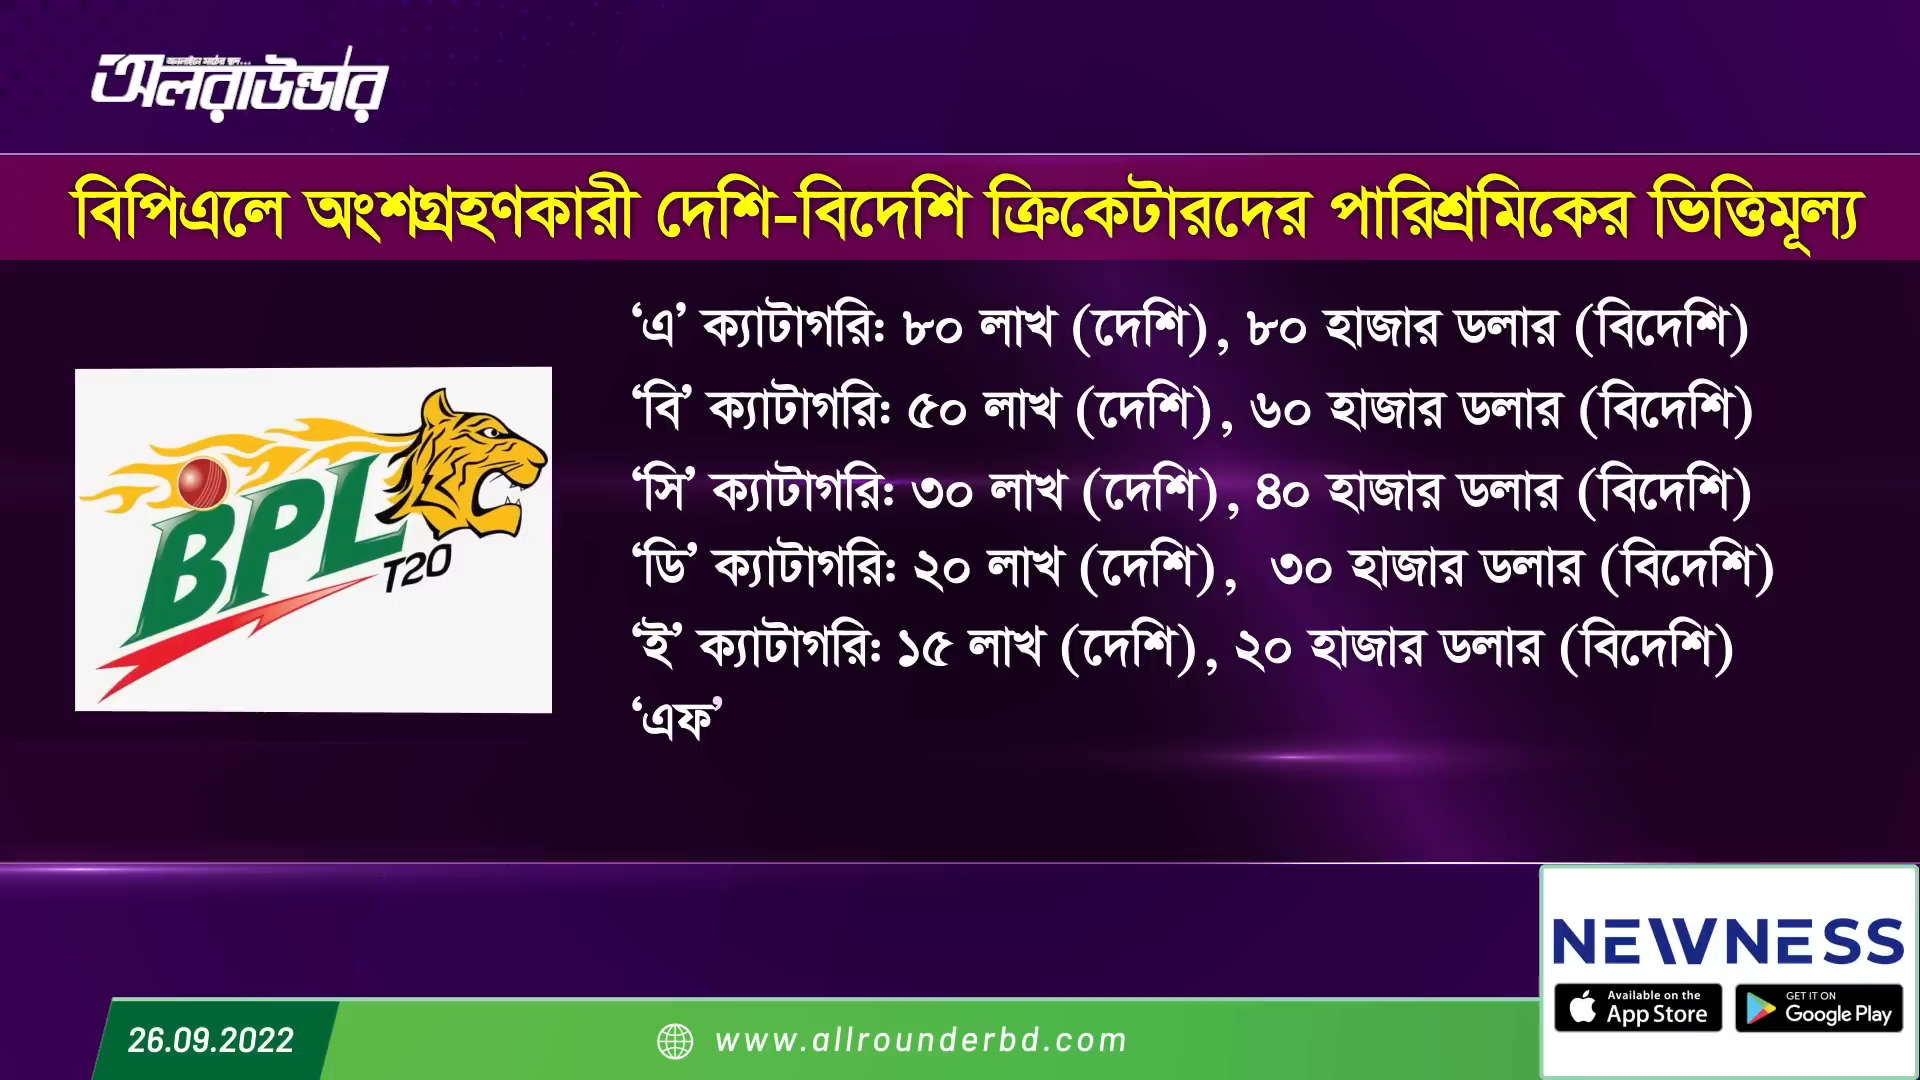 অলরাউন্ডার
বিপিএলে অংশগ্রহণকারী দেশি-বিদেশি ক্রিকেটারদের পারিশ্রমিকের ভিত্তিমূল্য
‘এ’ ক্যাটাগরি: ৮০ লাখ (দেশি), ৮০ হাজার ডলার (বিদেশি)
‘বি’ ক্যাটাগরি: ৫০ লাখ (দেশি), ৬০ হাজার ডলার (বিদেশি)
‘সি’ ক্যাটাগরি: ৩০ লাখ (দেশি), ৪০ হাজার ডলার (বিদেশি)
‘ডি’ ক্যাটাগরি: ২০ লাখ (দেশি), ৩০ হাজার ডলার (বিদেশি)
‘ই’ ক্যাটাগরি: ১৫ লাখ (দেশি), ২০ হাজার ডলার (বিদেশি)
‘এফ’
BPL
T20
NEWNESS
Available on the
App Store
GET IT ON
Google Play
26.09.2022
www.allrounderbd.com